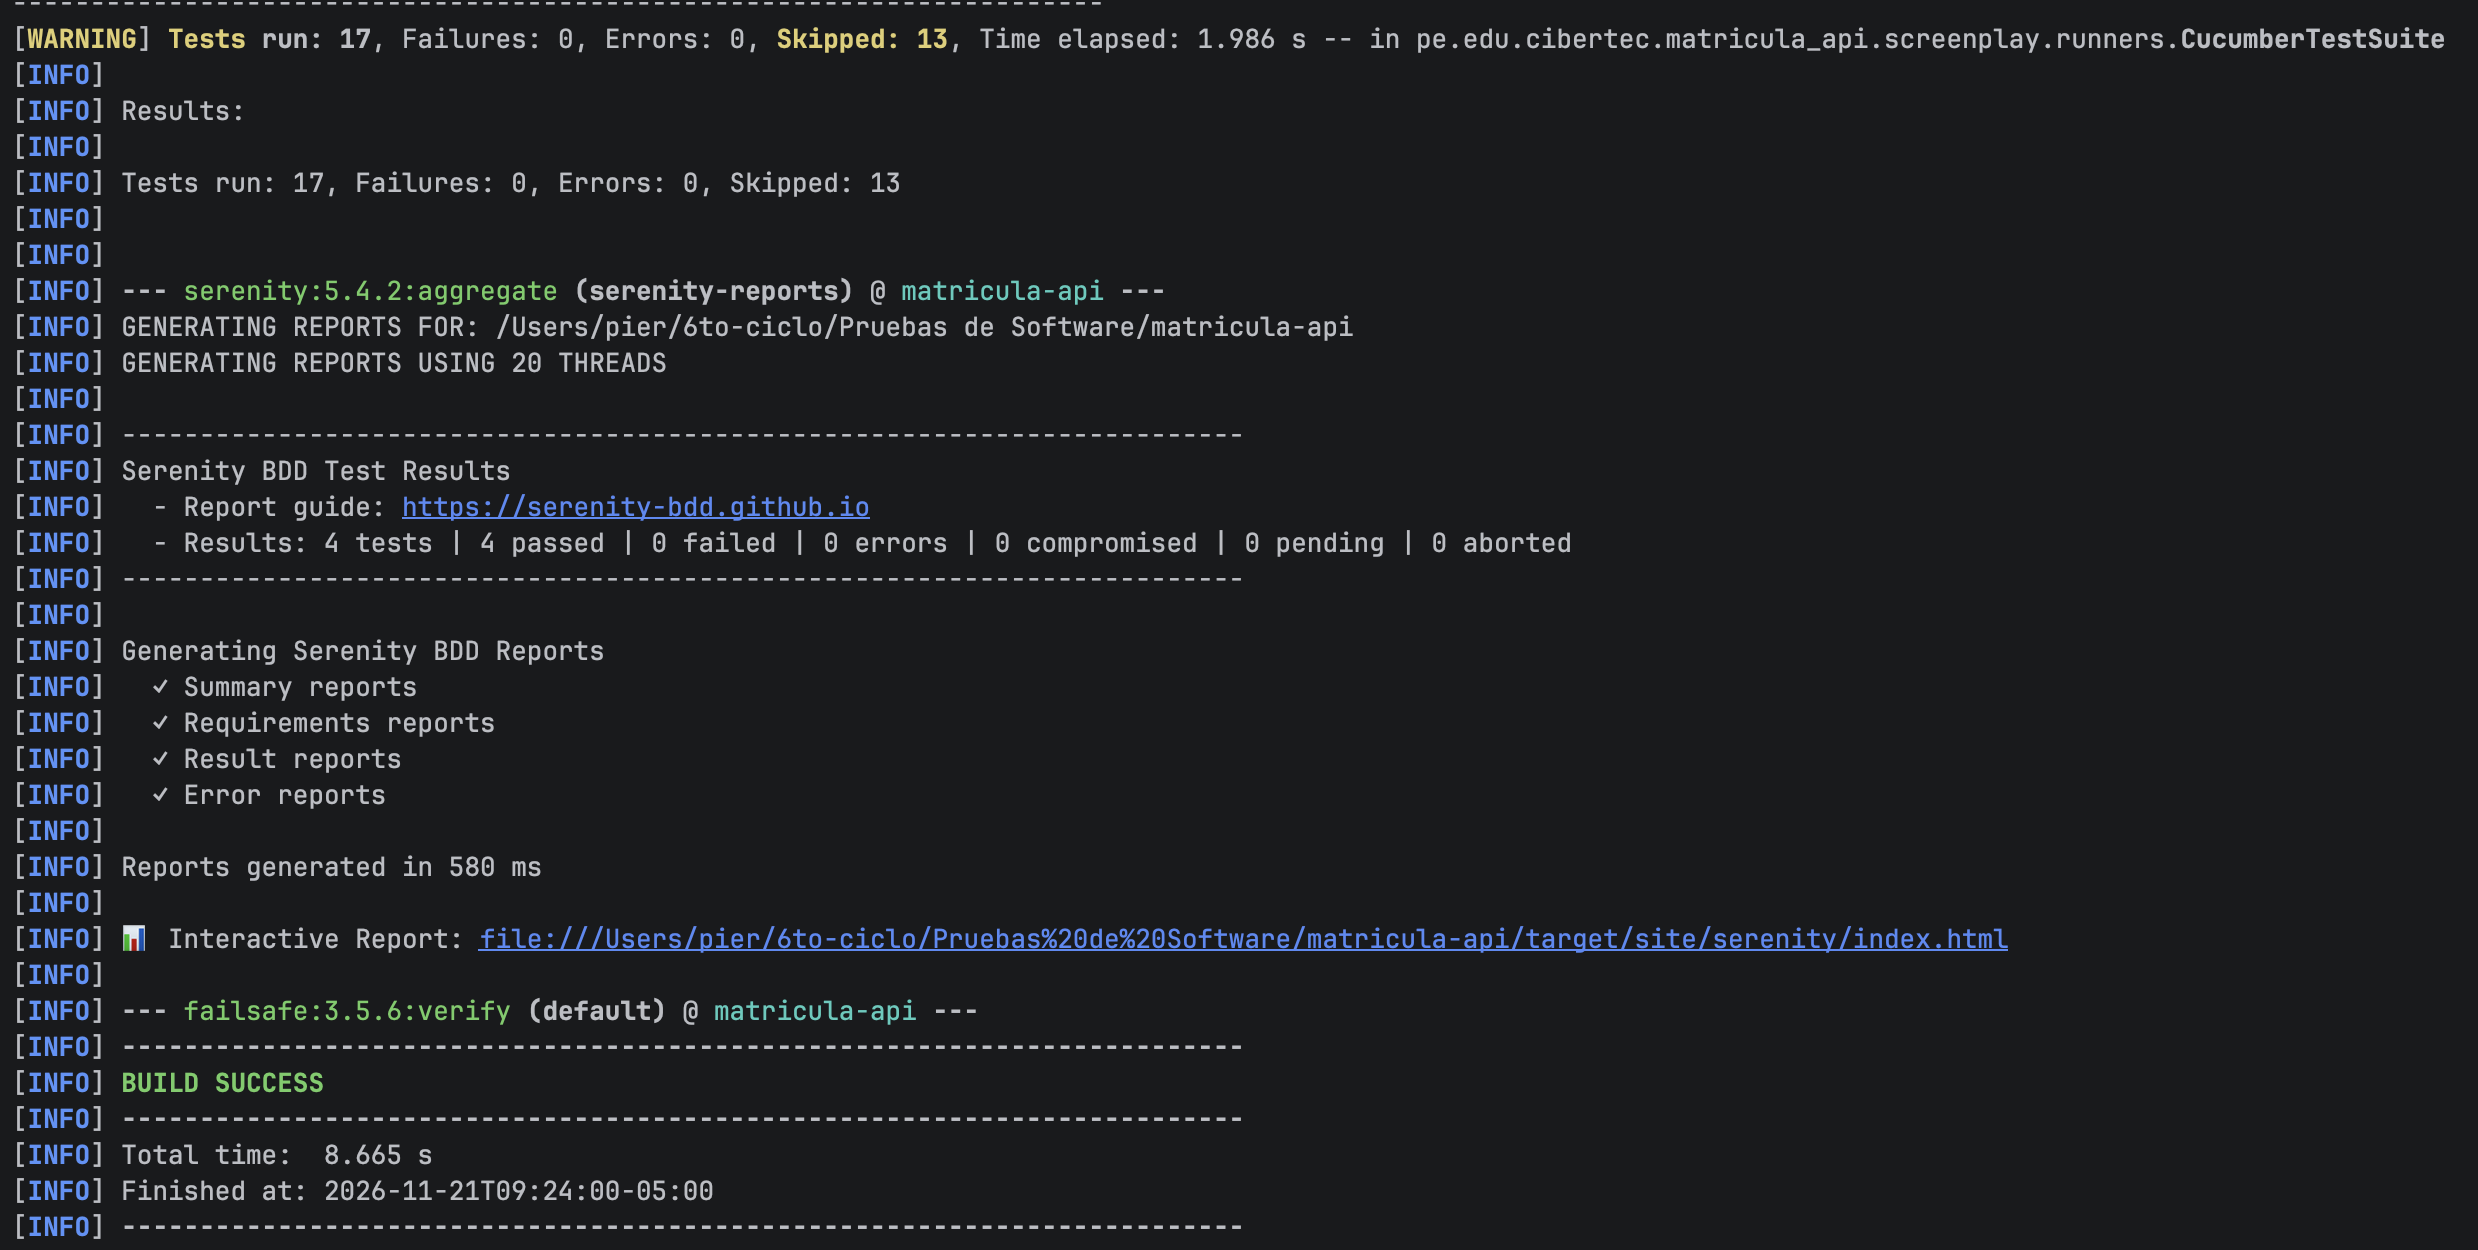 ------------------------------------------------------------------------
[WARNING] Tests run: 17, Failures: 0, Errors: 0, Skipped: 13, Time elapsed: 1.986 s -- in pe.edu.cibertec.matricula_api.screenplay.runners.CucumberTestSuite
[INFO]
[INFO] Results:
[INFO]
[INFO] Tests run: 17, Failures: 0, Errors: 0, Skipped: 13
[INFO]
[INFO]
[INFO] --- serenity:5.4.2:aggregate (serenity-reports) @ matricula-api ---
[INFO] GENERATING REPORTS FOR: /Users/pier/6to-ciclo/Pruebas de Software/matricula-api
[INFO] GENERATING REPORTS USING 20 THREADS
[INFO]
[INFO] ------------------------------------------------------------------------
[INFO] Serenity BDD Test Results
[INFO]   - Report guide: https://serenity-bdd.github.io
[INFO]   - Results: 4 tests | 4 passed | 0 failed | 0 errors | 0 compromised | 0 pending | 0 aborted
[INFO] ------------------------------------------------------------------------
[INFO]
[INFO] Generating Serenity BDD Reports
[INFO]   ✓ Summary reports
[INFO]   ✓ Requirements reports
[INFO]   ✓ Result reports
[INFO]   ✓ Error reports
[INFO]
[INFO] Reports generated in 580 ms
[INFO]
[INFO] 📊 Interactive Report: file:///Users/pier/6to-ciclo/Pruebas%20de%20Software/matricula-api/target/site/serenity/index.html
[INFO]
[INFO] --- failsafe:3.5.6:verify (default) @ matricula-api ---
[INFO] ------------------------------------------------------------------------
[INFO] BUILD SUCCESS
[INFO] ------------------------------------------------------------------------
[INFO] Total time:  8.665 s
[INFO] Finished at: 2026-11-21T09:24:00-05:00
[INFO] ------------------------------------------------------------------------